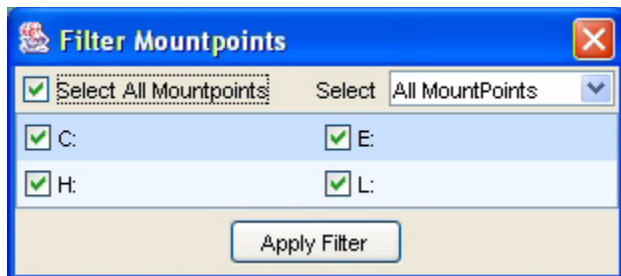 Filter Mountpoints
Select All Mountpoints Select All MountPoints
C: E:
H: L:
Apply Filter